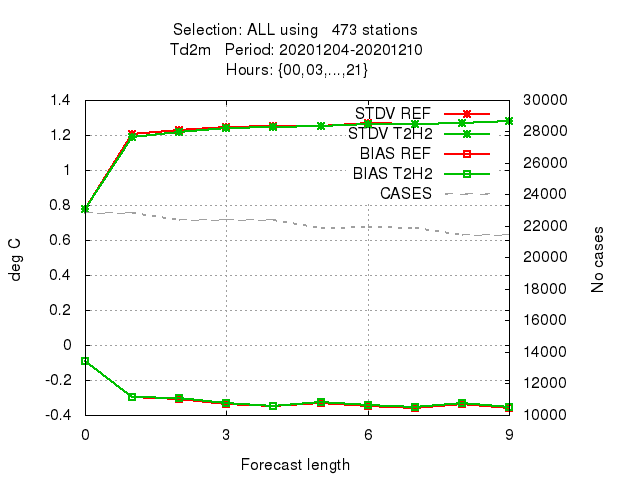 Selection: ALL using 473 stations
Td2m Period: 20201204-20201210
Hours: {00,03,...,21}
STDV REF
STDV T2H2
BIAS REF
BIAS T2H2
CASES
1.4
1.2
1
0.8
0.6
0.4
0.2
0
-0.2
-0.4
deg C
30000
28000
26000
24000
22000
20000
18000
16000
14000
12000
10000
No cases
0 3 6 9
Forecast length